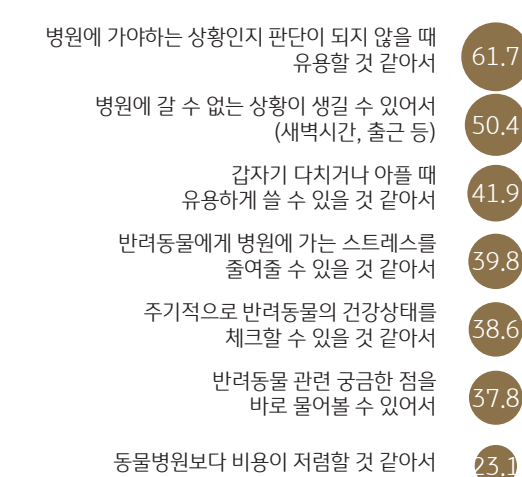 병원에 가야하는 상황인지 판단이 되지 않을 때
유용할 것 같아서
61.7
병원에 갈 수 없는 상황이 생길 수 있어서
(새벽시간, 출근 등)
50.4
갑자기 다치거나 아플 때
유용하게 쓸 수 있을 것 같아서
41.9
반려동물에게 병원에 가는 스트레스를
줄여줄 수 있을 것 같아서
39.8
주기적으로 반려동물의 건강상태를
체크할 수 있을 것 같아서
38.6
반려동물 관련 궁금한 점을
바로 물어볼 수 있어서
37.8
동물병원보다 비용이 저렴할 것 같아서
23.1